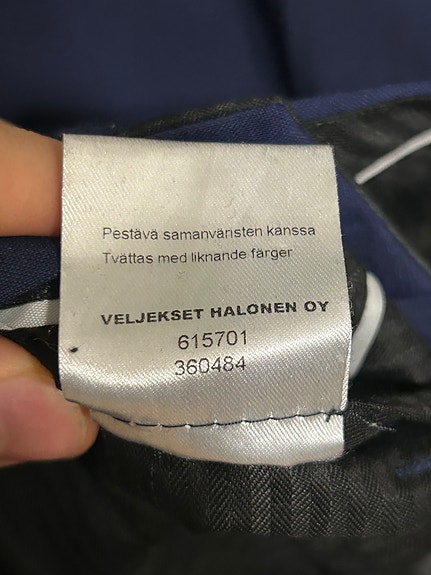 Pestävä samanväristen kanssa
Tvättas med liknande färger
VELJEKSET HALONEN OY
615701
360484